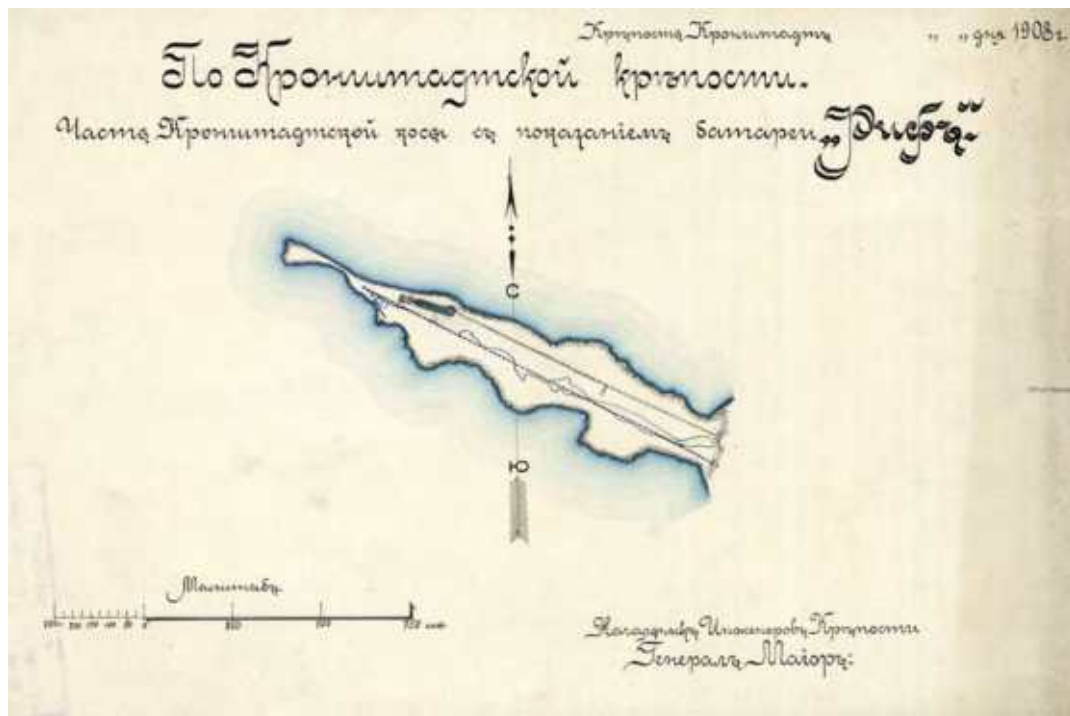 Крѣпость Кронштадтъ „ „ дня 1908 г.
По Кронштадтской крѣпости.
Часть Кронштадтской косы съ показаніемъ батареи „Рифъ“
С
Ю
Масштабъ
Инженеровъ Крѣпости
Генералъ Маіоръ: